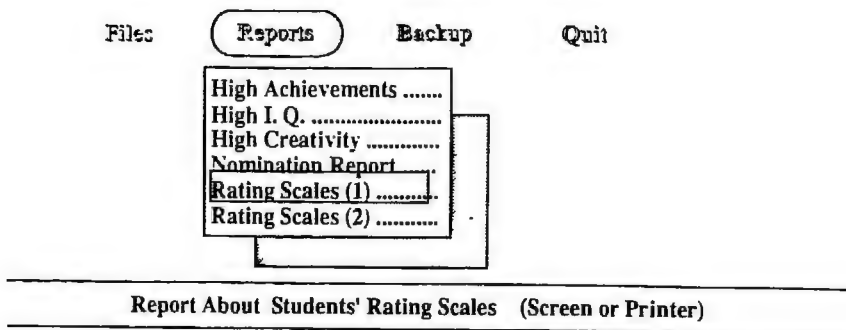 Files Reports Backup Quit
High Achievements .......
High I. Q. .......................
High Creativity .............
Nomination Report ......
Rating Scales (1) ...........
Rating Scales (2) ...........
Report About Students' Rating Scales (Screen or Printer)